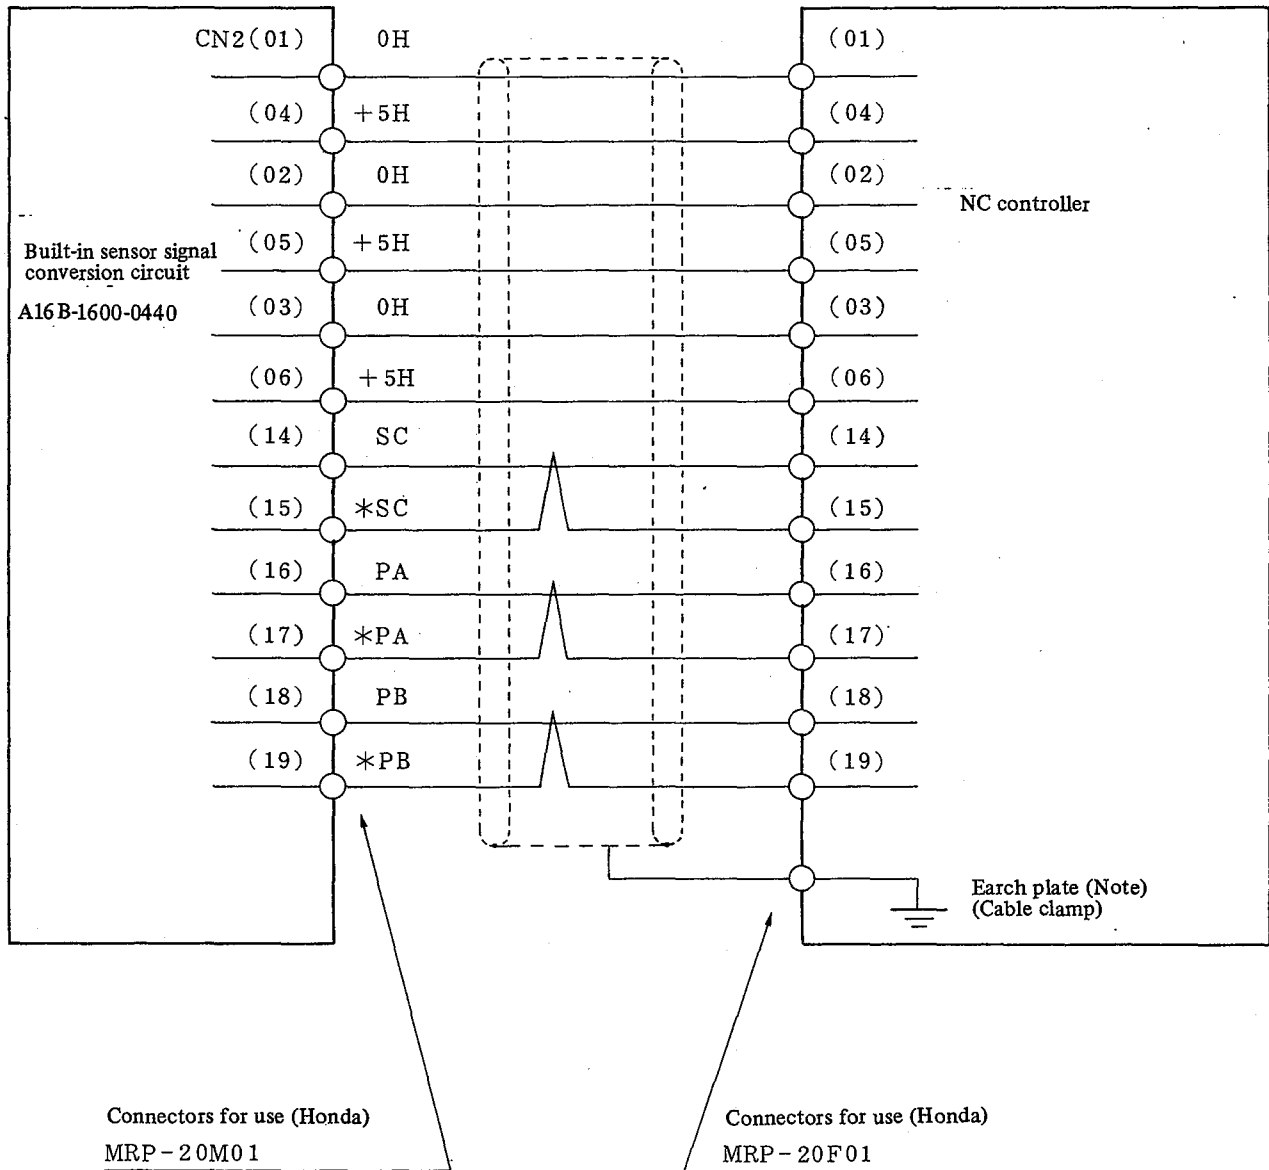 CN2(01) 0H (01)
(04) +5H (04)
(02) 0H (02)
NC controller
(05) +5H (05)
Built-in sensor signal
conversion circuit
A16B-1600-0440
(03) 0H (03)
(06) +5H (06)
(14) SC (14)
(15) *SC (15)
(16) PA (16)
(17) *PA (17)
(18) PB (18)
(19) *PB (19)
Earch plate (Note)
(Cable clamp)
Connectors for use (Honda)
MRP-20M01
Connectors for use (Honda)
MRP-20F01